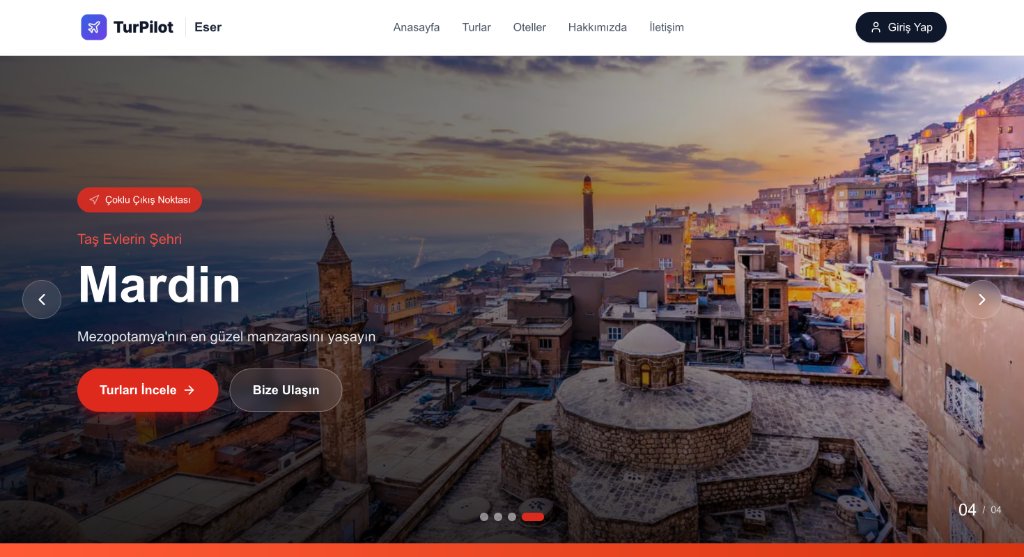 TurPilot
Eser
Anasayfa
Turlar
Oteller
Hakkımızda
İletişim
Giriş Yap
Çoklu Çıkış Noktası
Taş Evlerin Şehri
Mardin
Mezopotamya'nın en güzel manzarasını yaşayın
Turları İncele
Bize Ulaşın
04 / 04